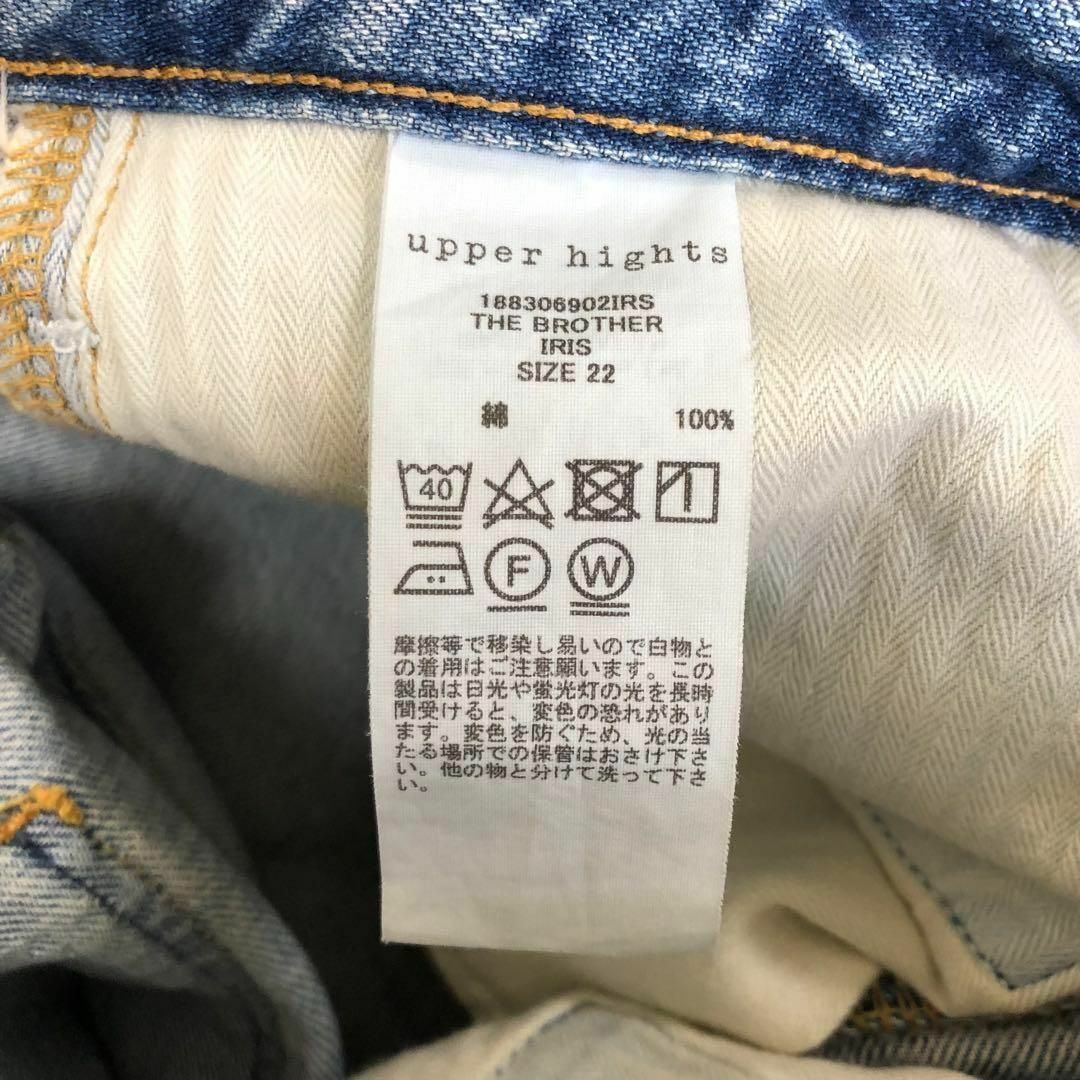 upper hights
188306902IRS
THE BROTHER
IRIS
SIZE 22
綿 100%
40
F W
摩擦等で移染し易いので白物と
の着用はご注意願います。この
製品は日光や蛍光灯の光を長時
間受けると、変色の恐れがあり
ます。変色を防ぐため、光の当
たる場所での保管はおさけ下さ
い。他の物と分けて洗って下さ
い。